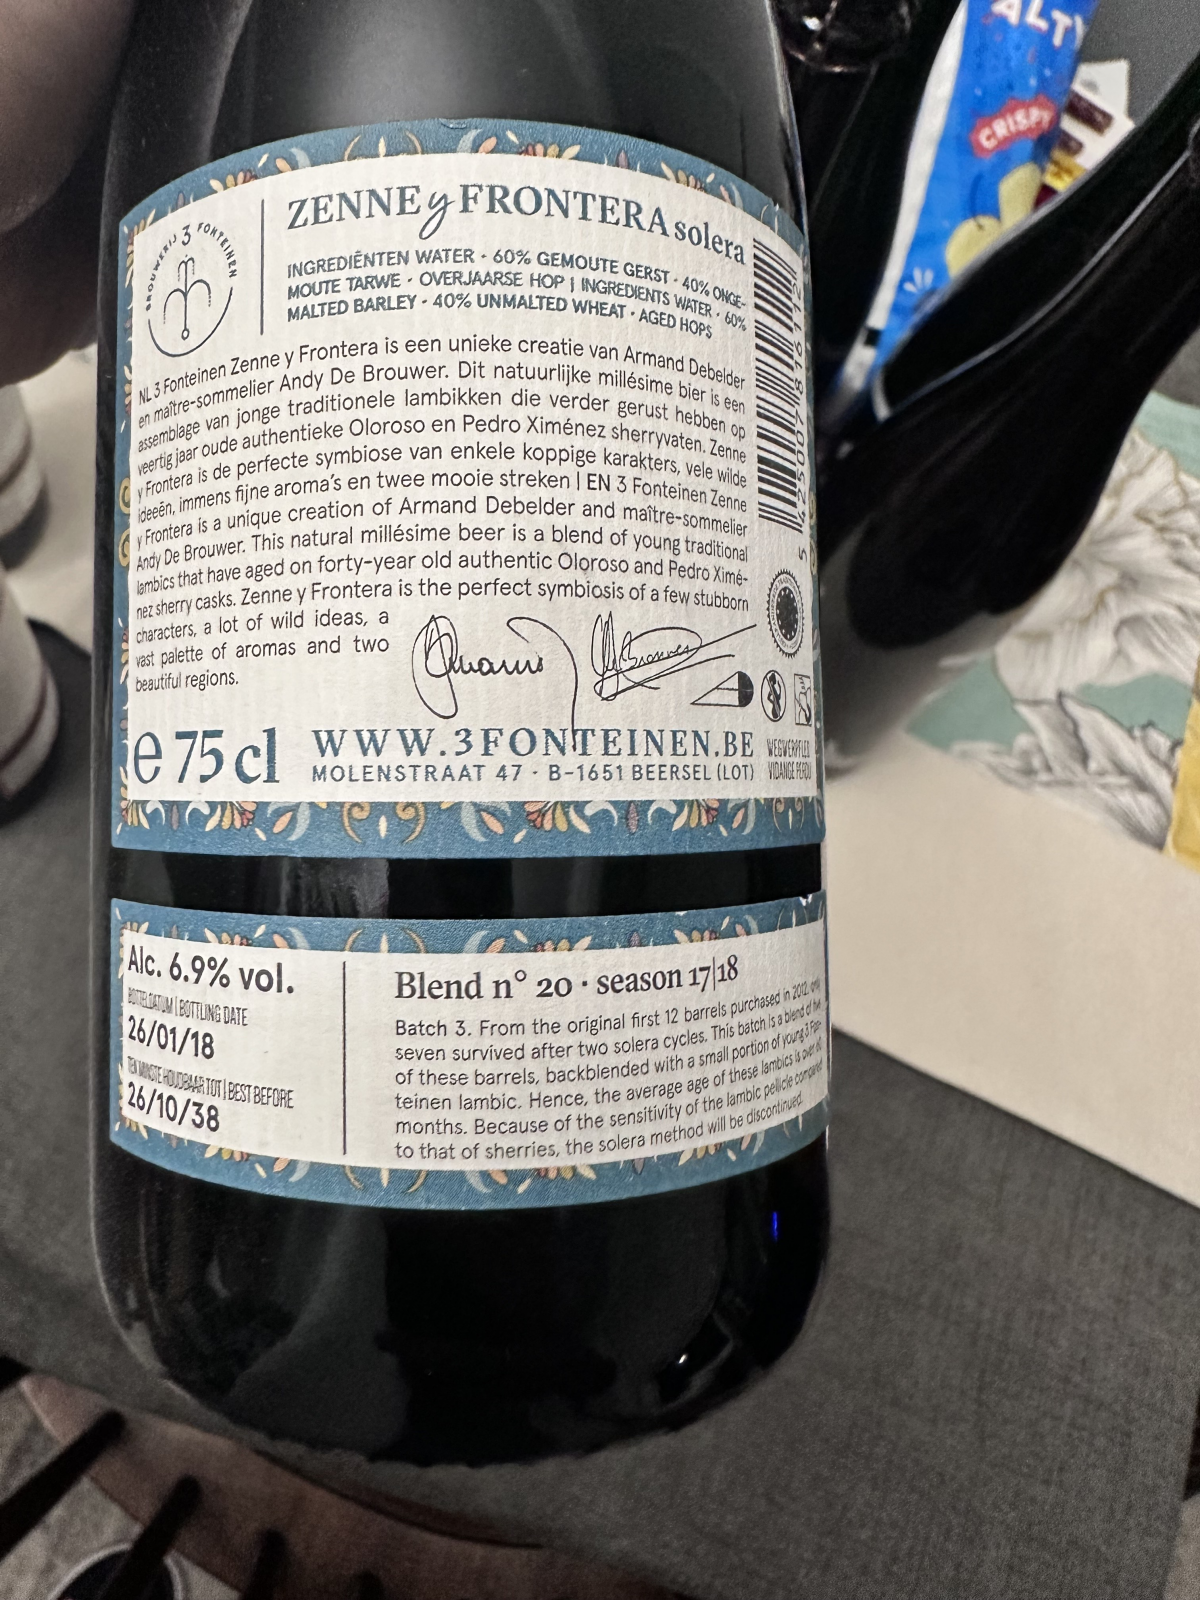 ALTY
CRISPY
BROUWERIJ 3 FONTEINEN
ZENNE y FRONTERA solera
INGREDIËNTEN WATER · 60% GEMOUTE GERST · 40% ONGE-
MOUTE TARWE · OVERJAARSE HOP | INGREDIENTS WATER · 60%
MALTED BARLEY · 40% UNMALTED WHEAT · AGED HOPS
NL 3 Fonteinen Zenne y Frontera is een unieke creatie van Armand Debelder
en maître-sommelier Andy De Brouwer. Dit natuurlijke millésime bier is een
assemblage van jonge traditionele lambikken die verder gerust hebben op
veertig jaar oude authentieke Oloroso en Pedro Ximénez sherryvaten. Zenne
y Frontera is de perfecte symbiose van enkele koppige karakters, vele wilde
ideeën, immens fijne aroma's en twee mooie streken | EN 3 Fonteinen Zenne
y Frontera is a unique creation of Armand Debelder and maître-sommelier
Andy De Brouwer. This natural millésime beer is a blend of young traditional
lambics that have aged on forty-year old authentic Oloroso and Pedro Ximé-
nez sherry casks. Zenne y Frontera is the perfect symbiosis of a few stubborn
characters, a lot of wild ideas, a
vast palette of aromas and two
beautiful regions.
e 75 cl
WWW.3FONTEINEN.BE
MOLENSTRAAT 47 · B-1651 BEERSEL (LOT)
WEGWERPFLES
VIDANGE PERDU
Alc. 6.9% vol.
BOTTELDATUM | BOTTLING DATE
26/01/18
TEN MINSTE HOUDBAAR TOT | BEST BEFORE
26/10/38
Blend n° 20 · season 17|18
Batch 3. From the original first 12 barrels purchased in 2012, only
seven survived after two solera cycles. This batch is a blend of five
of these barrels, backblended with a small portion of young 3 Fon-
teinen lambic. Hence, the average age of these lambics is over 60
months. Because of the sensitivity of the lambic pellicle compared
to that of sherries, the solera method will be discontinued.